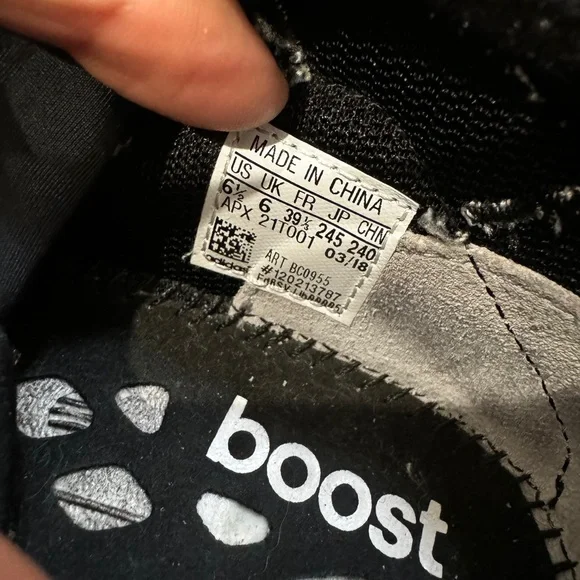 MADE IN CHINA
US UK FR JP CHN
6½ 6 39⅓ 245 240
APX 21T001 03/18
ART BC0955
#120213787
adidas
boost